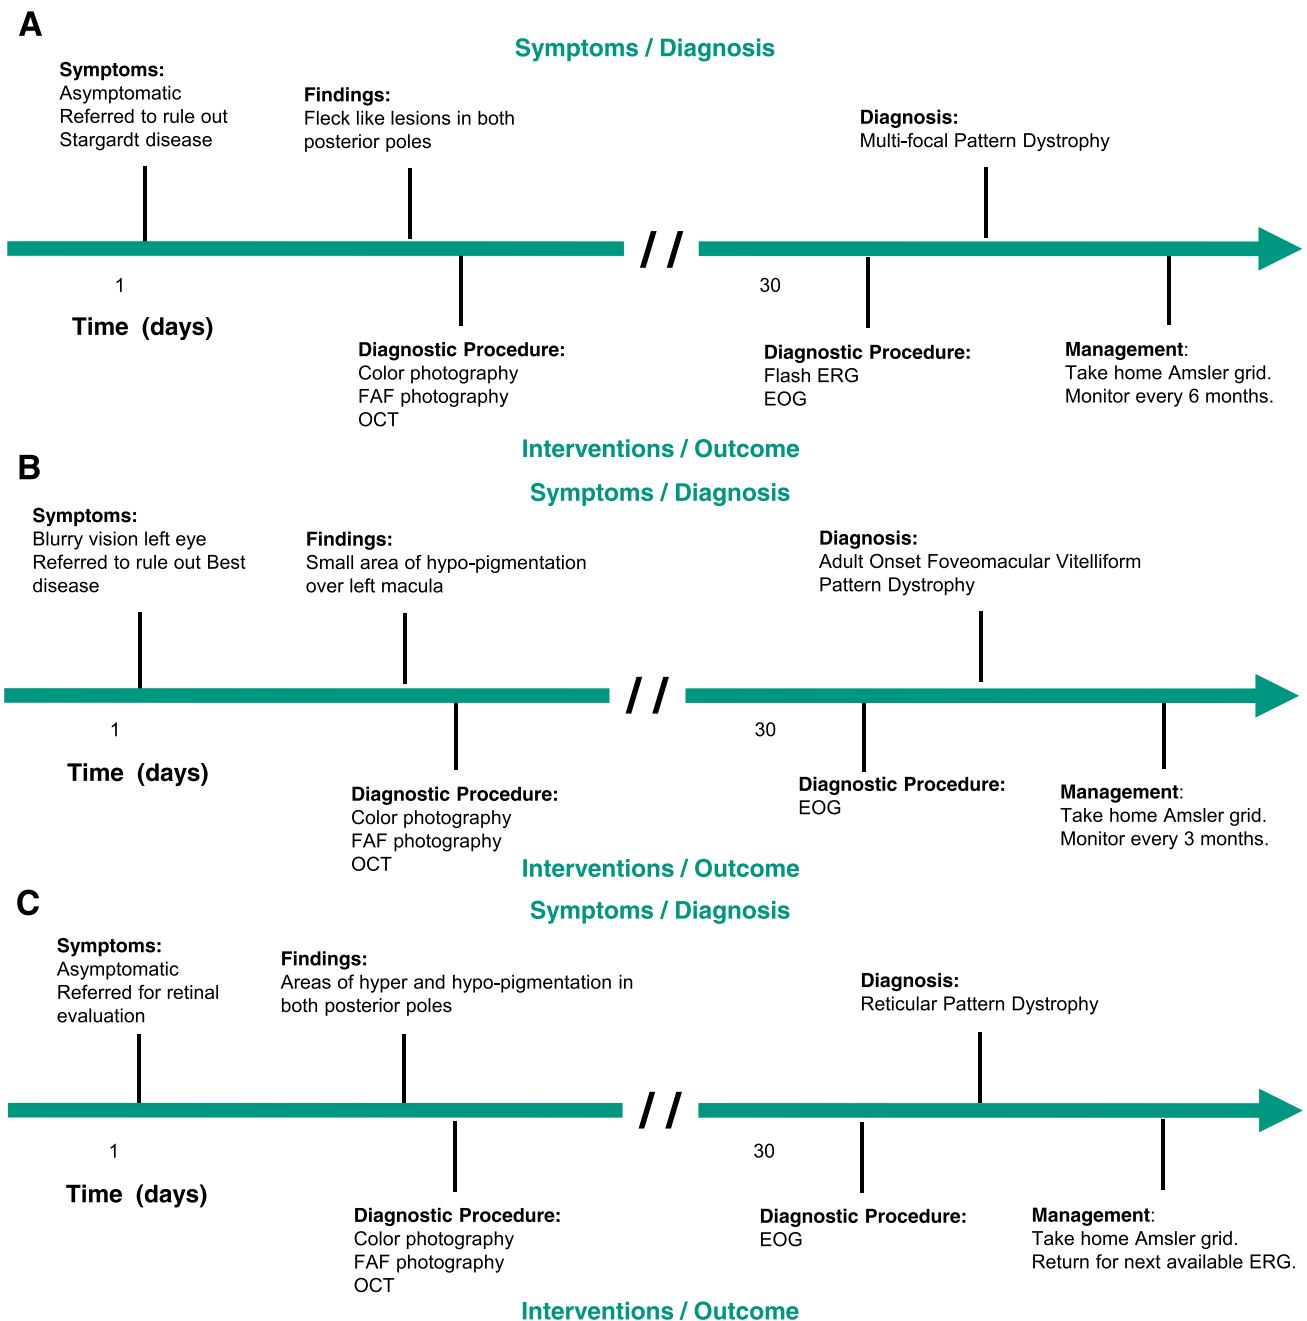 A
Symptoms / Diagnosis
Symptoms:
Asymptomatic
Referred to rule out
Stargardt disease
Findings:
Fleck like lesions in both
posterior poles
Diagnosis:
Multi-focal Pattern Dystrophy
//
1
30
Time (days)
Diagnostic Procedure:
Color photography
FAF photography
OCT
Diagnostic Procedure:
Flash ERG
EOG
Management:
Take home Amsler grid.
Monitor every 6 months.
Interventions / Outcome
B
Symptoms / Diagnosis
Symptoms:
Blurry vision left eye
Referred to rule out Best
disease
Findings:
Small area of hypo-pigmentation
over left macula
Diagnosis:
Adult Onset Foveomacular Vitelliform
Pattern Dystrophy
//
1
30
Time (days)
Diagnostic Procedure:
Color photography
FAF photography
OCT
Diagnostic Procedure:
EOG
Management:
Take home Amsler grid.
Monitor every 3 months.
Interventions / Outcome
C
Symptoms / Diagnosis
Symptoms:
Asymptomatic
Referred for retinal
evaluation
Findings:
Areas of hyper and hypo-pigmentation in
both posterior poles
Diagnosis:
Reticular Pattern Dystrophy
//
1
30
Time (days)
Diagnostic Procedure:
Color photography
FAF photography
OCT
Diagnostic Procedure:
EOG
Management:
Take home Amsler grid.
Return for next available ERG.
Interventions / Outcome